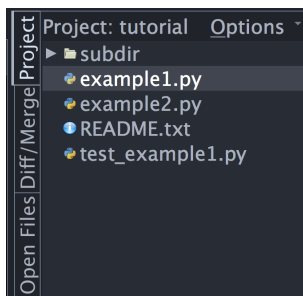 Project: tutorial Options
subdir
example1.py
example2.py
README.txt
test_example1.py
Project
Diff/Merge
Open Files